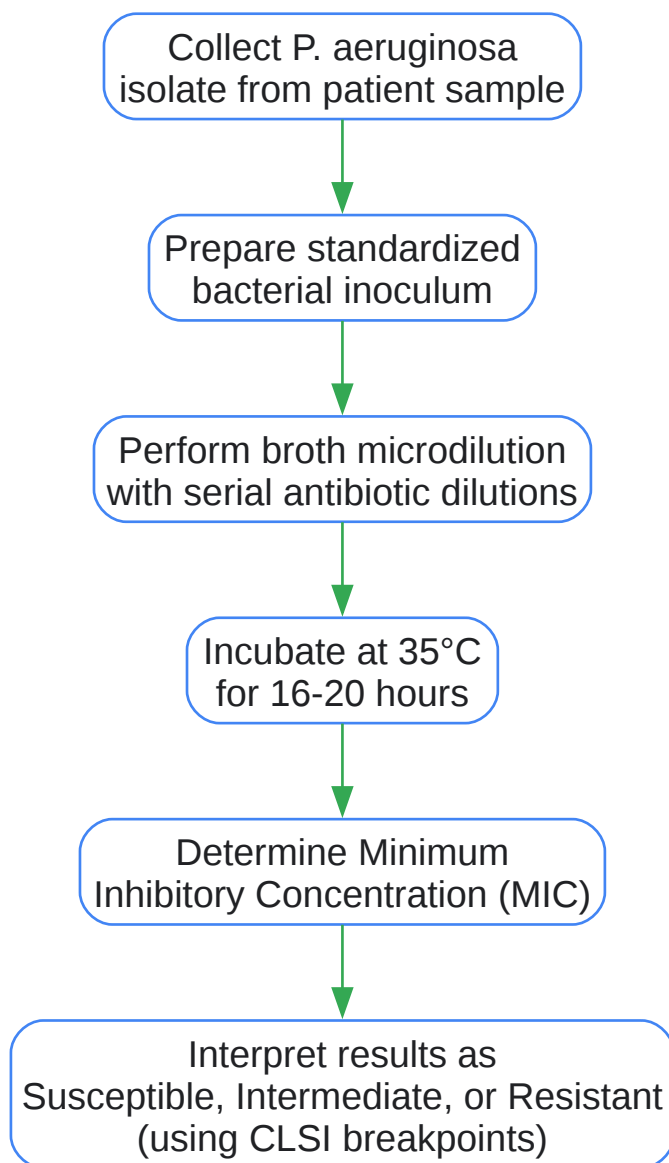 Collect P. aeruginosa
isolate from patient sample
Prepare standardized
bacterial inoculum
Perform broth microdilution
with serial antibiotic dilutions
Incubate at 35°C
for 16-20 hours
Determine Minimum
Inhibitory Concentration (MIC)
Interpret results as
Susceptible, Intermediate, or Resistant
(using CLSI breakpoints)